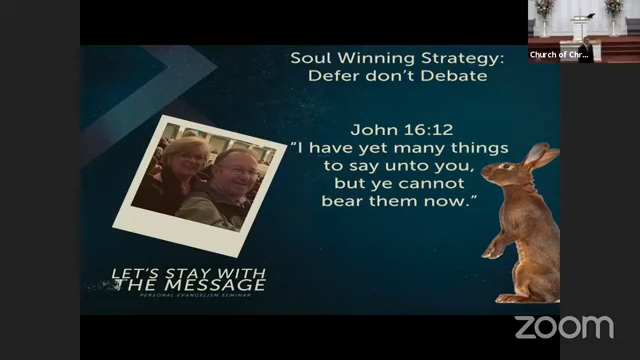 Soul Winning Strategy:
Defer don't Debate
John 16:12
"I have yet many things
to say unto you,
but ye cannot
bear them now."
LET'S STAY WITH
THE MESSAGE
PERSONAL EVANGELISM SEMINAR
Church of Chr...
zoom